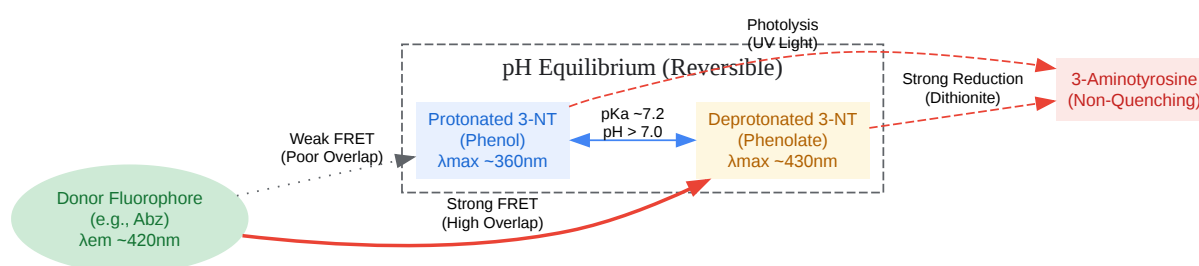 Photolysis
(UV Light)
pH Equilibrium (Reversible)
3-Aminotyrosine
(Non-Quenching)
Strong Reduction
(Dithionite)
Protonated 3-NT
(Phenol)
λmax ~360nm
pKa ~7.2
pH > 7.0
Deprotonated 3-NT
(Phenolate)
λmax ~430nm
Weak FRET
(Poor Overlap)
Donor Fluorophore
(e.g., Abz)
λem ~420nm
Strong FRET
(High Overlap)